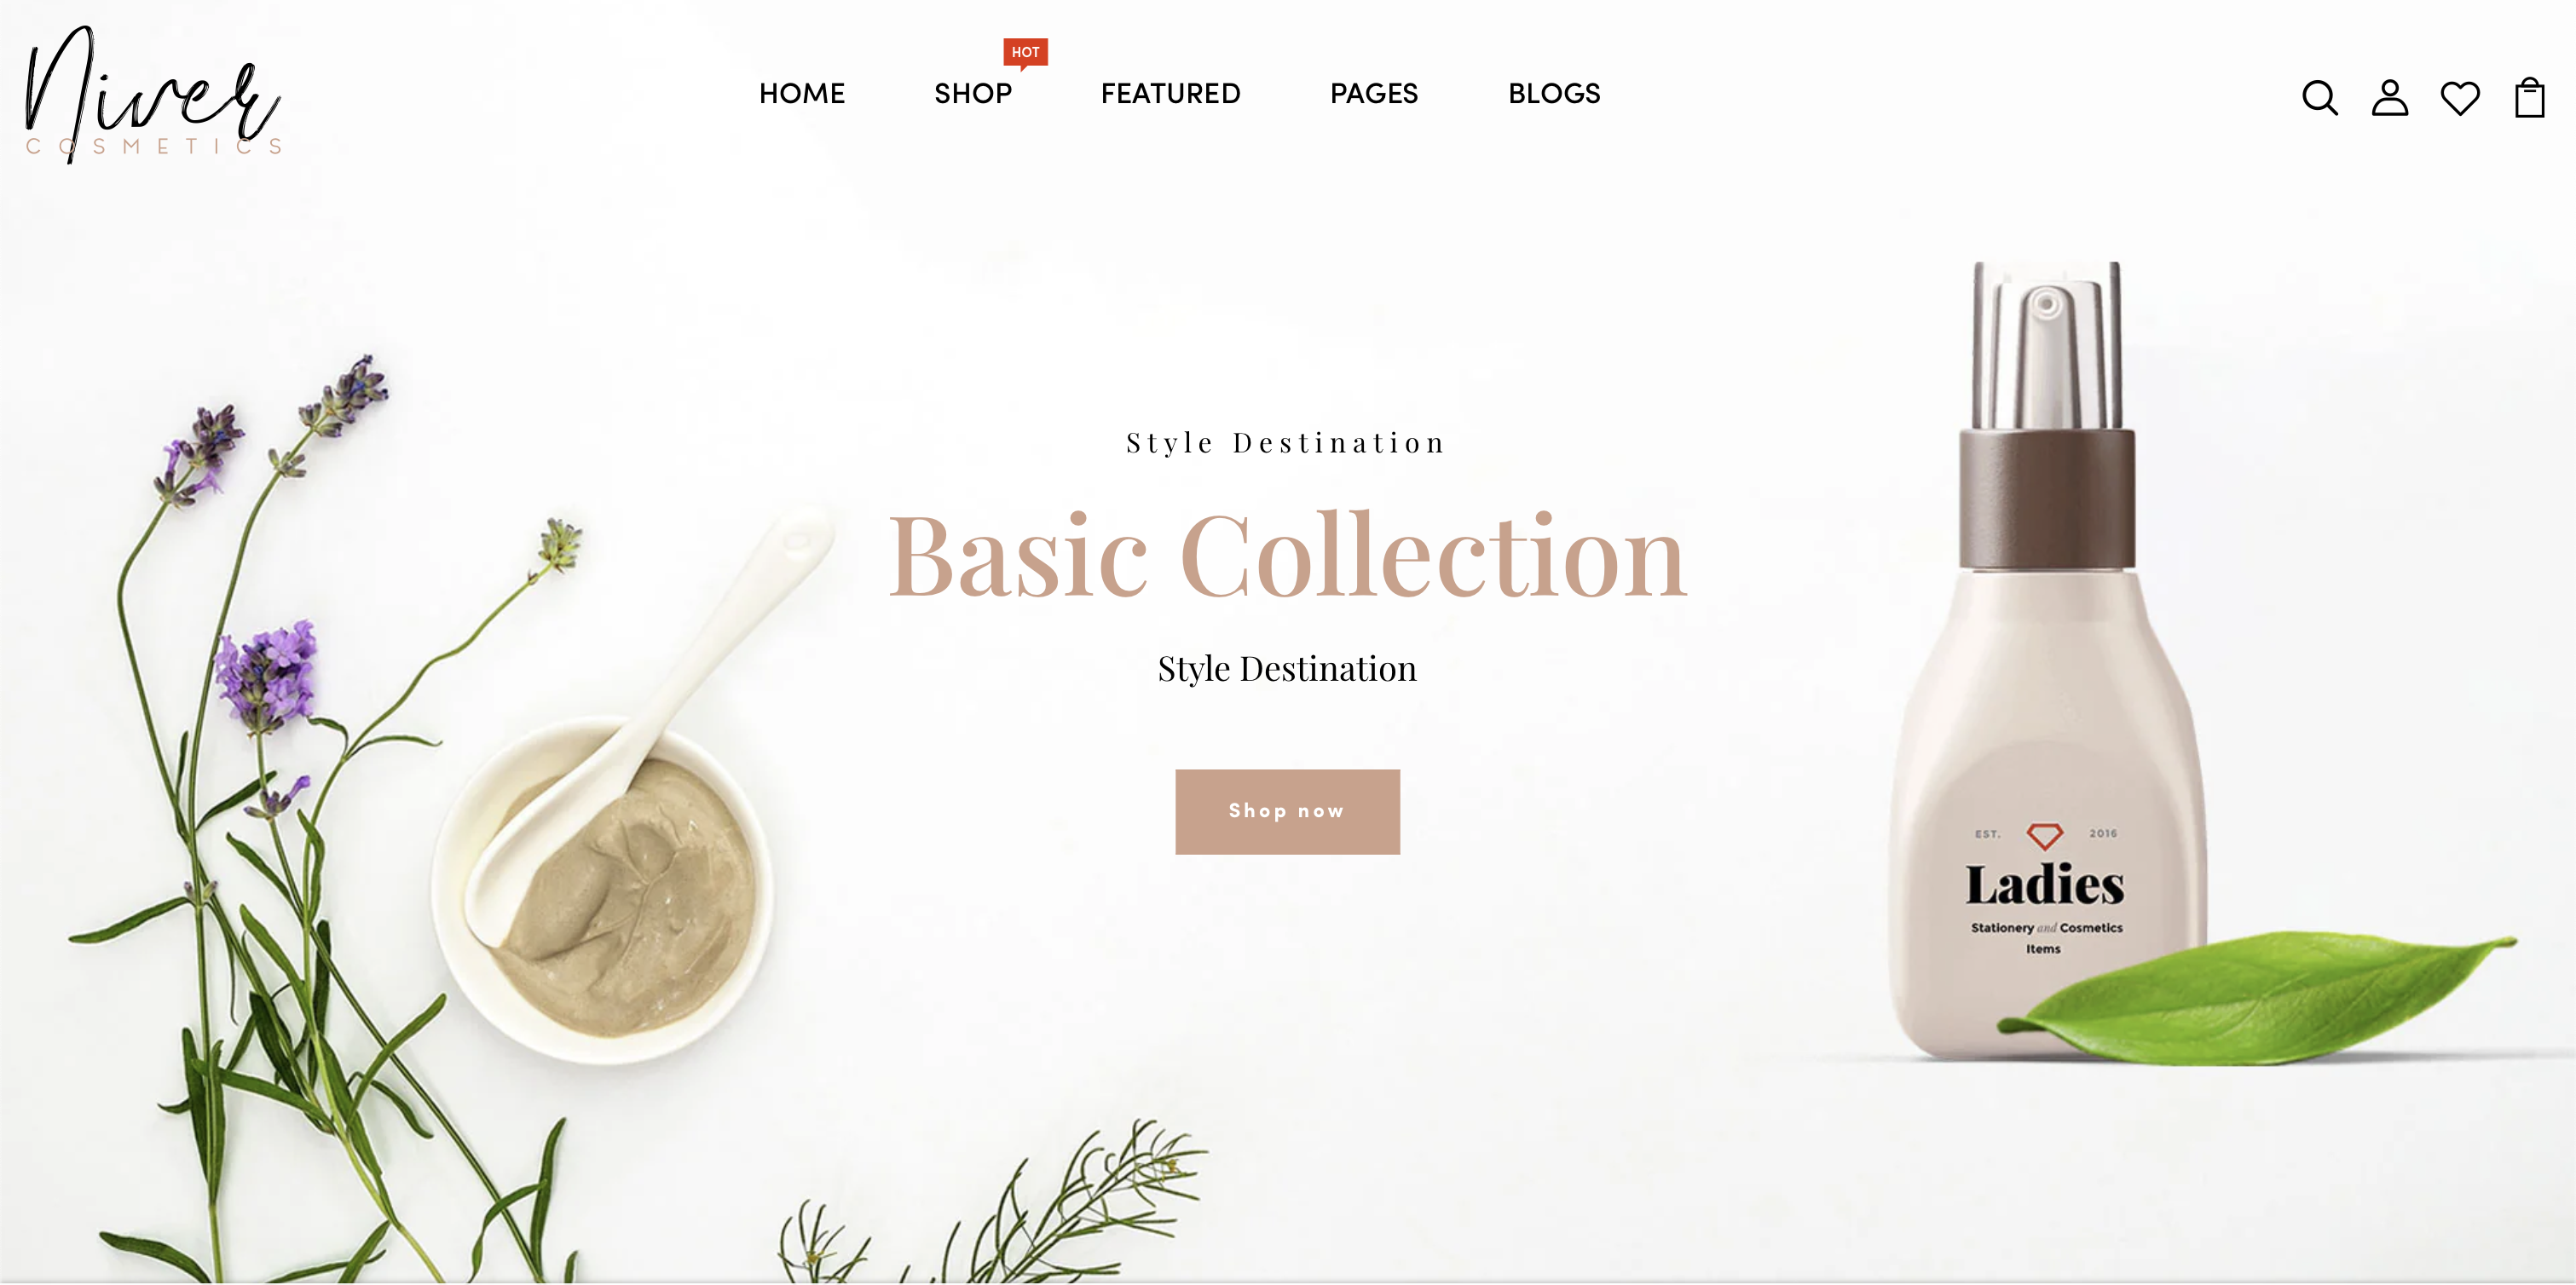 Niver
COSMETICS
HOT
HOME SHOP FEATURED PAGES BLOGS
Style Destination
Basic Collection
Style Destination
Shop now
EST. 2016
Ladies
Stationery and Cosmetics
Items